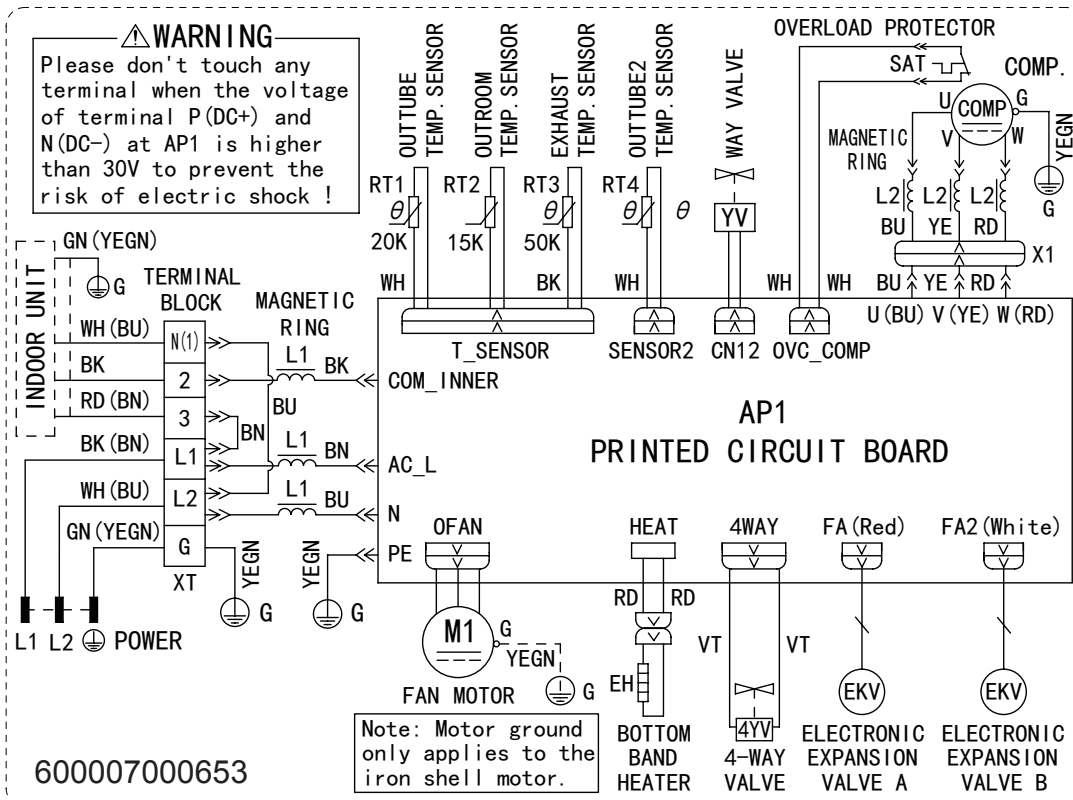 WARNING
Please don't touch any
terminal when the voltage
of terminal P(DC+) and
N(DC-) at AP1 is higher
than 30V to prevent the
risk of electric shock !
OUTTUBE
TEMP. SENSOR
OUTROOM
TEMP. SENSOR
EXHAUST
TEMP. SENSOR
OUTTUBE2
TEMP. SENSOR
WAY VALVE
OVERLOAD PROTECTOR
SAT
COMP.
U
COMP
G
V
W
YEGN
MAGNETIC
RING
G
RT1
RT2
RT3
RT4
θ
θ
θ
θ
YV
20K
15K
50K
L2
L2
L2
BU
YE
RD
X1
WH
BK
WH
WH
WH
BU
YE
RD
U(BU) V(YE) W(RD)
T_SENSOR
SENSOR2
CN12
OVC_COMP
INDOOR UNIT
GN(YEGN)
G
TERMINAL
BLOCK
MAGNETIC
RING
WH(BU)
N(1)
BK
2
L1
BK
COM_INNER
RD(BN)
3
BU
BN
BK(BN)
L1
L1
BN
AC_L
WH(BU)
L2
L1
BU
N
GN(YEGN)
G
YEGN
YEGN
PE
XT
G
G
L1 L2
POWER
AP1
PRINTED CIRCUIT BOARD
OFAN
HEAT
4WAY
FA(Red)
FA2(White)
M1
G
YEGN
G
FAN MOTOR
RD
RD
EH
BOTTOM
BAND
HEATER
VT
VT
4YV
4-WAY
VALVE
EKV
ELECTRONIC
EXPANSION
VALVE A
EKV
ELECTRONIC
EXPANSION
VALVE B
Note: Motor ground
only applies to the
iron shell motor.
600007000653